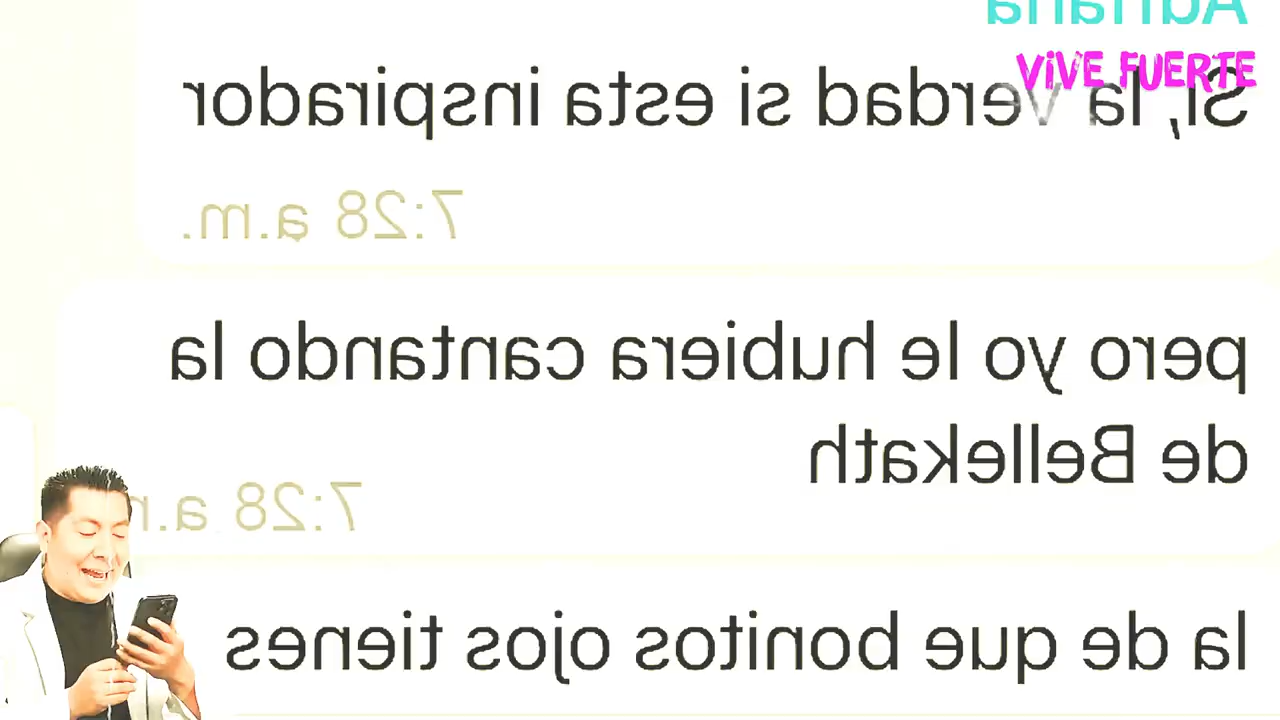 Adriana
ViVE FUERTE
Si, la verdad si esta inspirador
7:28 a.m.
pero yo le hubiera cantando la
de Bellekath
7:28 a.m
la de que bonitos ojos tienes